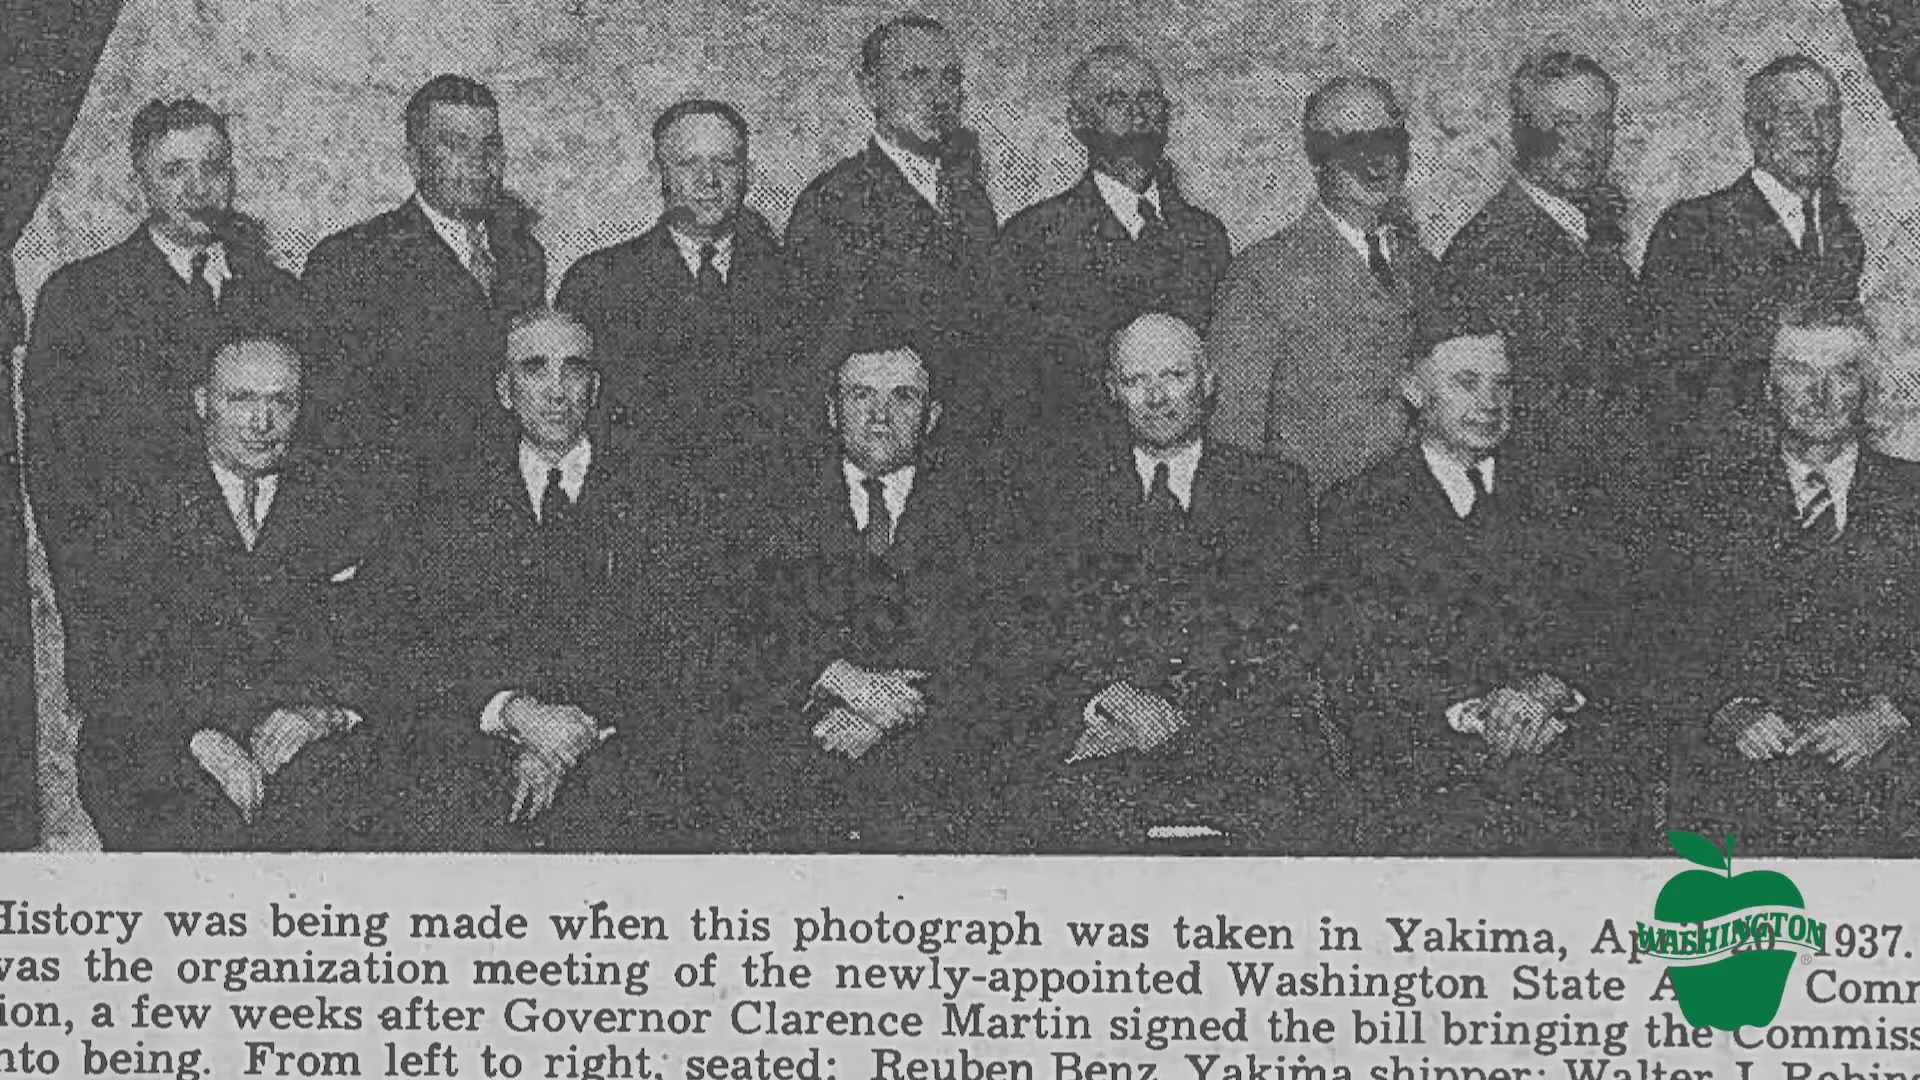 History was being made when this photograph was taken in Yakima, 1937.
was the organization meeting of the newly-appointed Washington State Comm
ion, a few weeks after Governor Clarence Martin signed the bill bringing the Commiss
nto being. From left to right, seated: Reuben Benz, Yakima shipper; Walter J. Robin
WASHINGTON
®